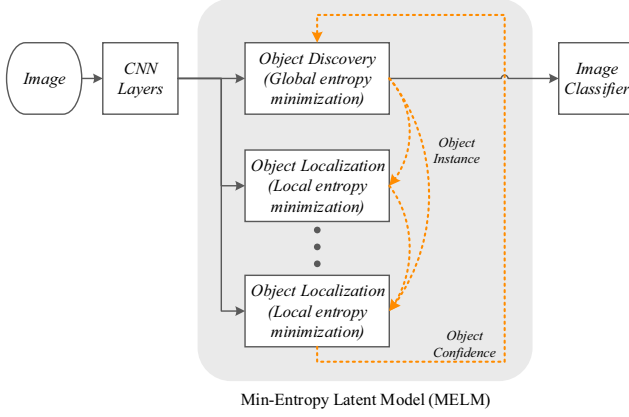 Image
CNN
Layers
Object Discovery
(Global entropy
minimization)
Image
Classifier
Object
Instance
Object Localization
(Local entropy
minimization)
Object Localization
(Local entropy
minimization)
Object
Confidence
Min-Entropy Latent Model (MELM)